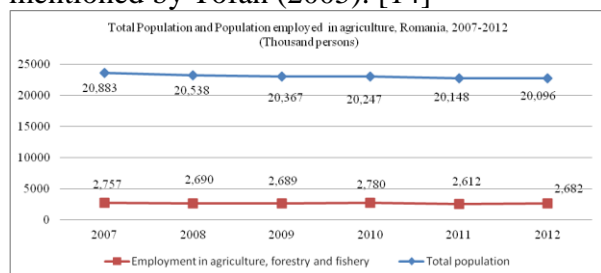 mentioned by Toran (2005). [14]
Total Population and Population employed in agriculture, Romania, 2007-2012
(Thousand persons)
25000
20,883 20,538 20,367 20,247 20,148 20,096
20000
15000
10000
5000
2,757 2,690 2,689 2,780 2,612 2,682
0
2007 2008 2009 2010 2011 2012
Employment in agriculture, forestry and fishery Total population